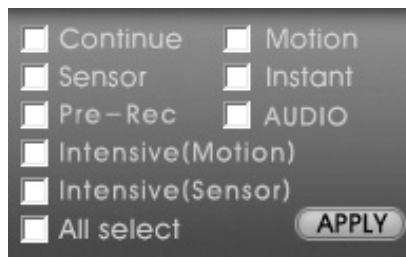 Continue Motion
Sensor Instant
Pre-Rec AUDIO
Intensive(Motion)
Intensive(Sensor)
All select APPLY